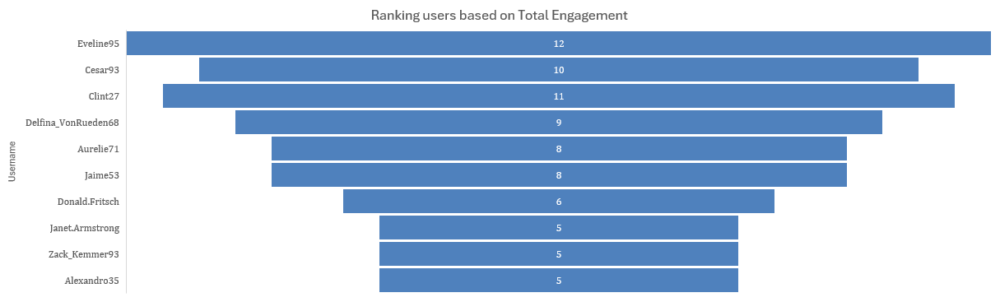 Ranking users based on Total Engagement
Username
Eveline95 12
Cesar93 10
Clint27 11
Delfina_VonRueden68 9
Aurelie71 8
Jaime53 8
Donald.Fritsch 6
Janet.Armstrong 5
Zack_Kemmer93 5
Alexandro35 5